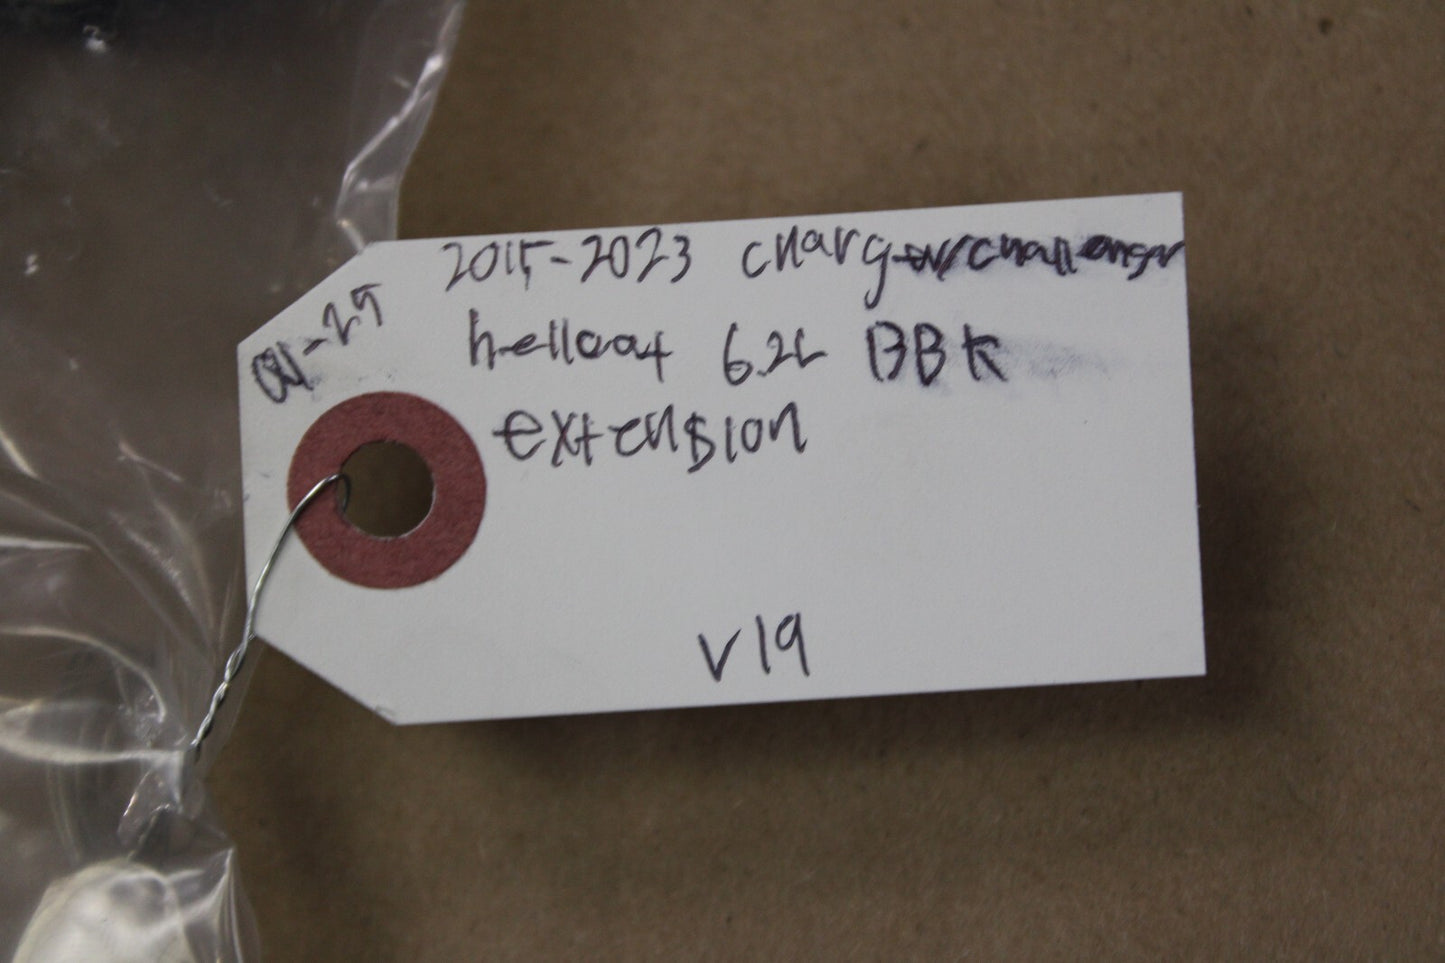 2015-2023 charger/challenger
hellcat 6.2L BBK
extension
V19